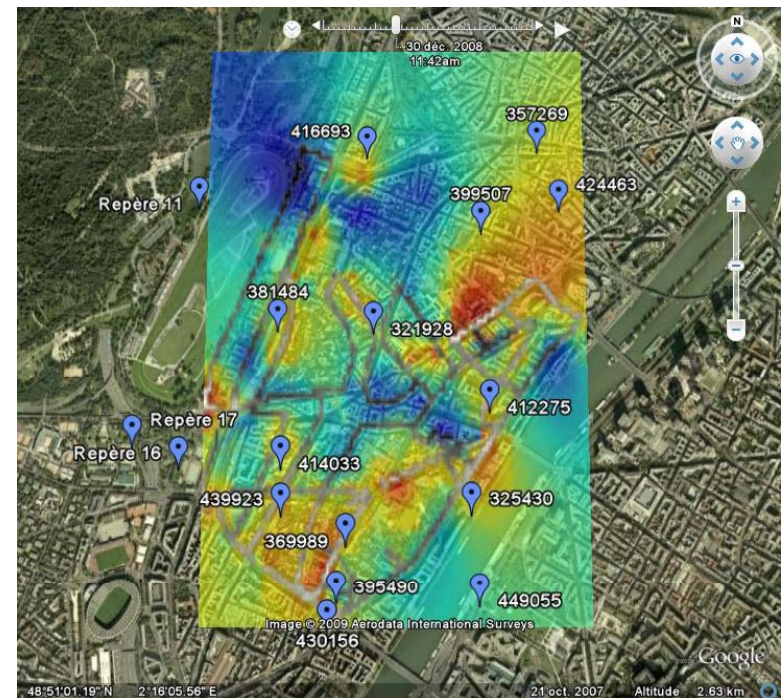 30 déc. 2008
11:42am
N
416693
357269
424463
Repère 11
399507
381484
321928
412275
Repère 17
Repère 16
414033
439923
325430
369989
395490
449055
Image © 2009 Aerodata International Surveys
430156
Google
48°51'01.19" N 2°16'05.56" E 21 oct. 2007 Altitude 2.63 km